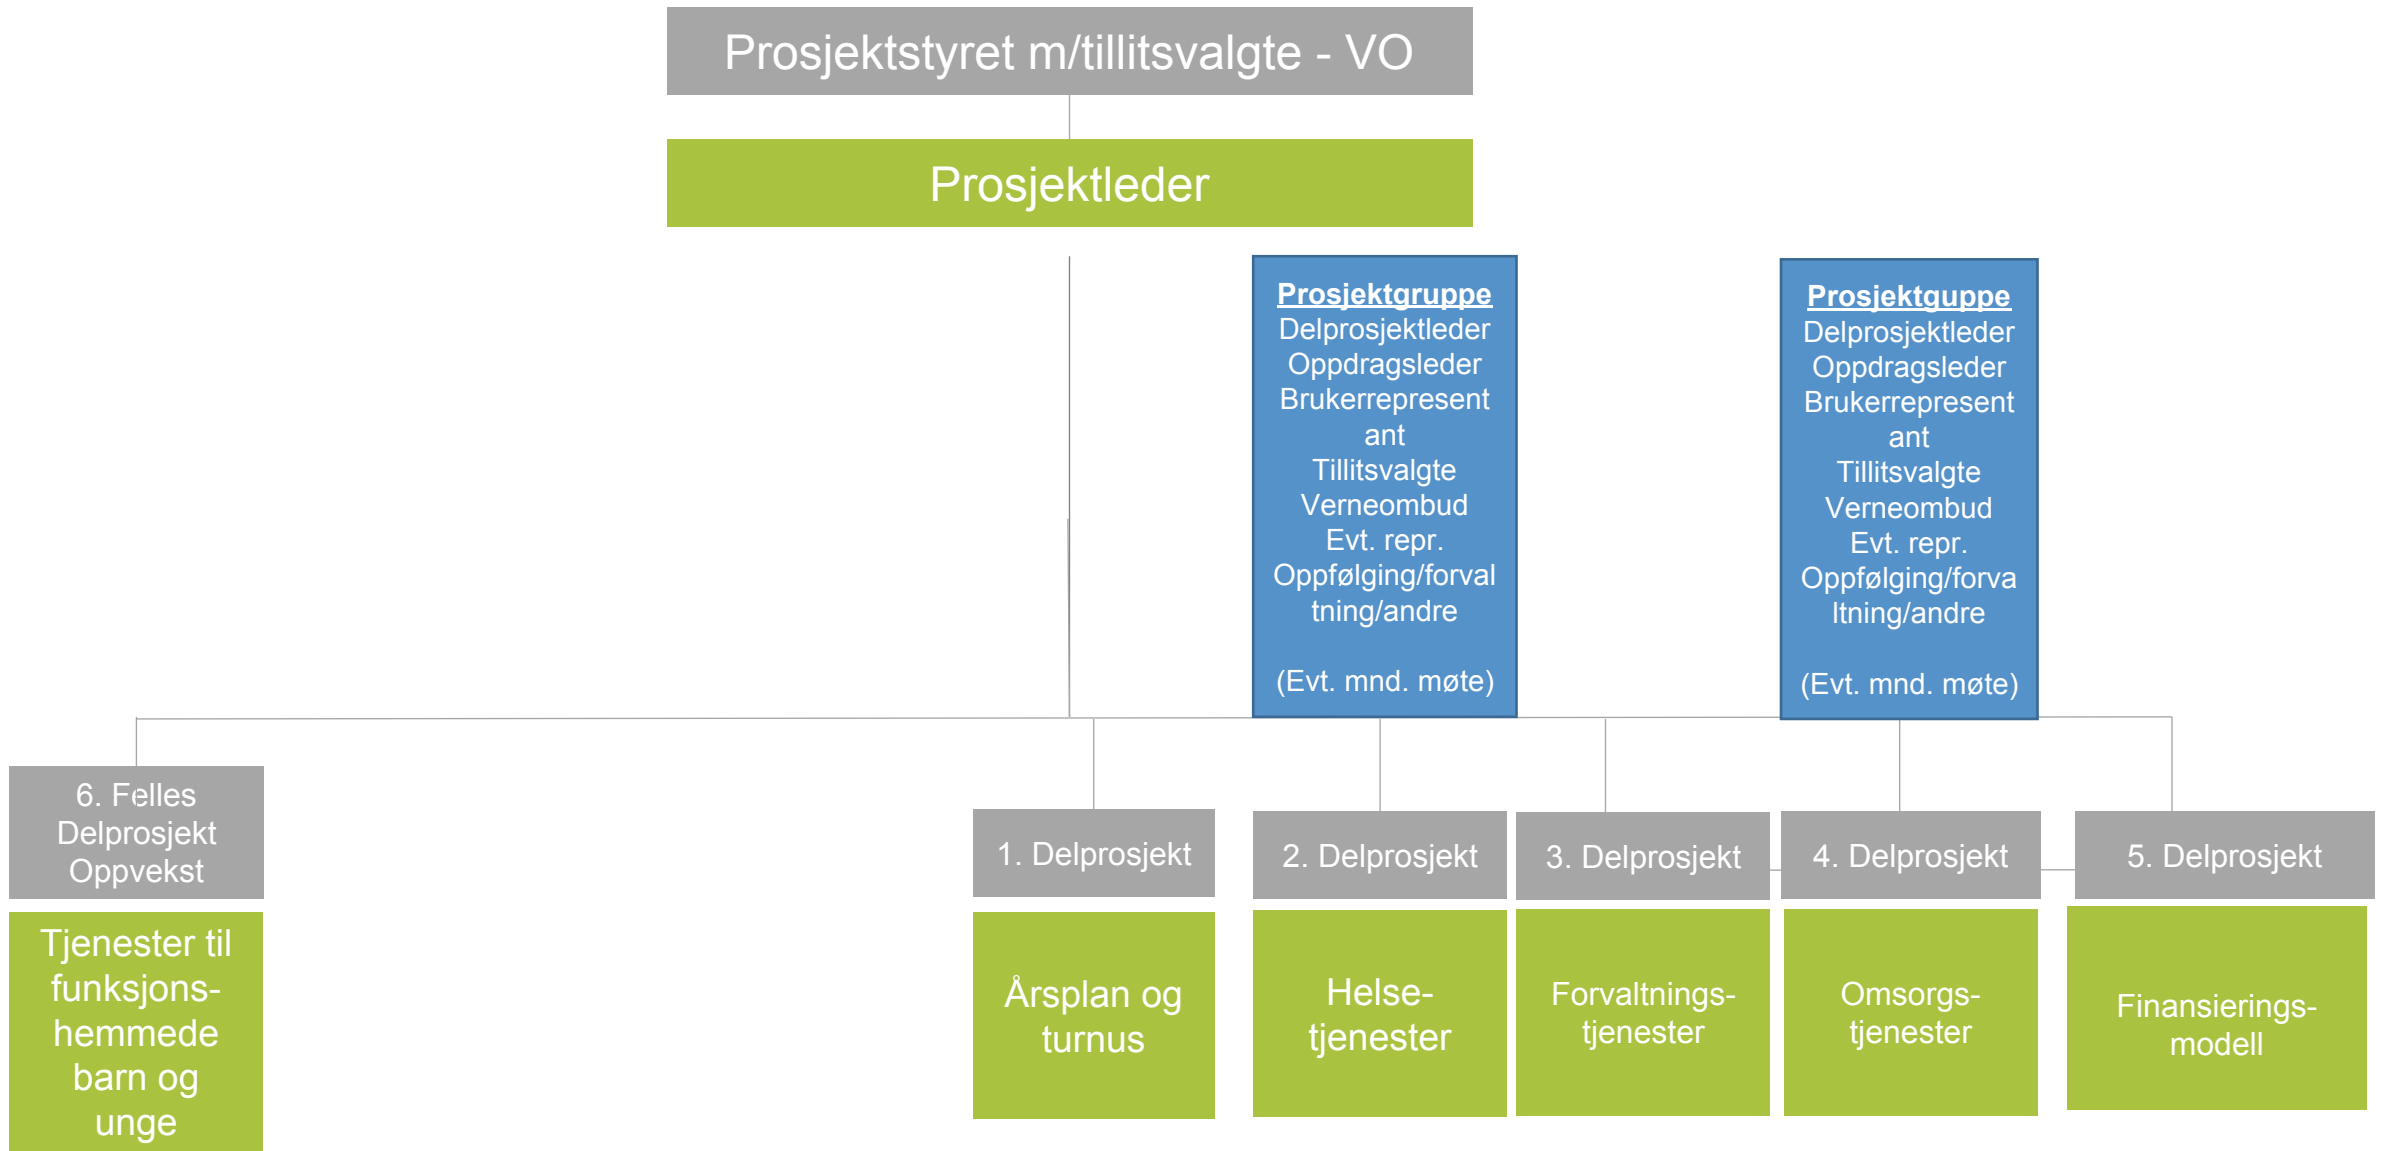 Prosjektstyret m/tillitsvalgte - VO
Prosjektleder
Prosjektgruppe
Delprosjektleder
Oppdragsleder
Brukerrepresent
ant
Tillitsvalgte
Verneombud
Evt. repr.
Oppfølging/forval
tning/andre
(Evt. mnd. møte)
Prosjektguppe
Delprosjektleder
Oppdragsleder
Brukerrepresent
ant
Tillitsvalgte
Verneombud
Evt. repr.
Oppfølging/forva
ltning/andre
(Evt. mnd. møte)
6. Felles
Delprosjekt
Oppvekst
Tjenester til
funksjons-
hemmede
barn og
unge
1. Delprosjekt
Årsplan og
turnus
2. Delprosjekt
Helse-
tjenester
3. Delprosjekt
Forvaltnings-
tjenester
4. Delprosjekt
Omsorgs-
tjenester
5. Delprosjekt
Finansierings-
modell